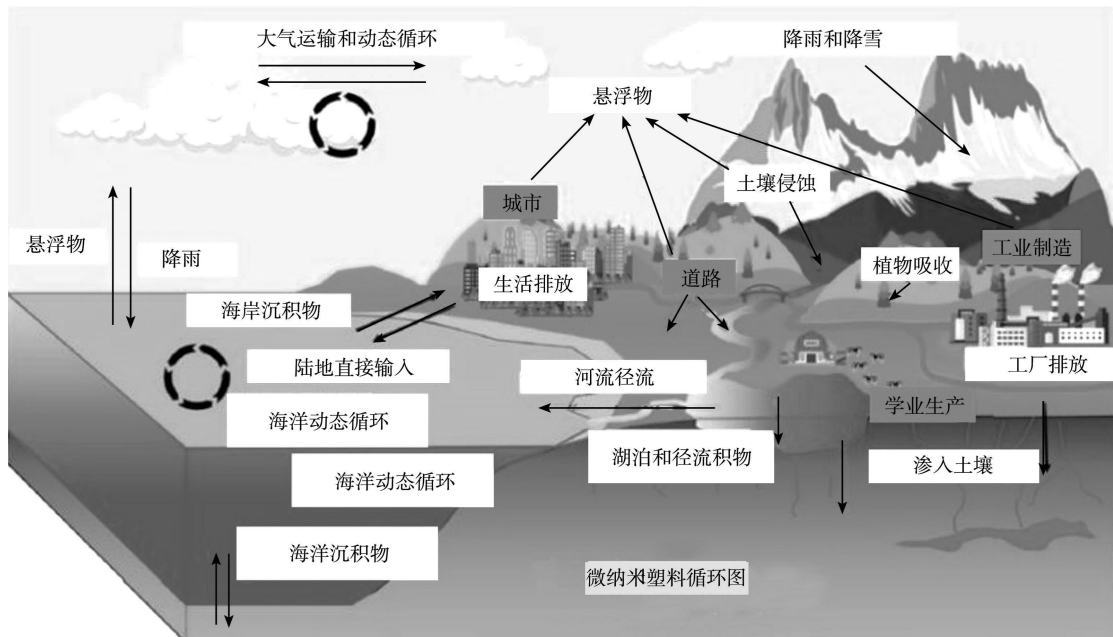 大气运输和动态循环
降雨和降雪
悬浮物
土壤侵蚀
城市
悬浮物
降雨
生活排放
道路
植物吸收
工业制造
海岸沉积物
陆地直接输入
河流径流
工厂排放
海洋动态循环
学业生产
湖泊和径流积物
渗入土壤
海洋动态循环
海洋沉积物
微纳米塑料循环图